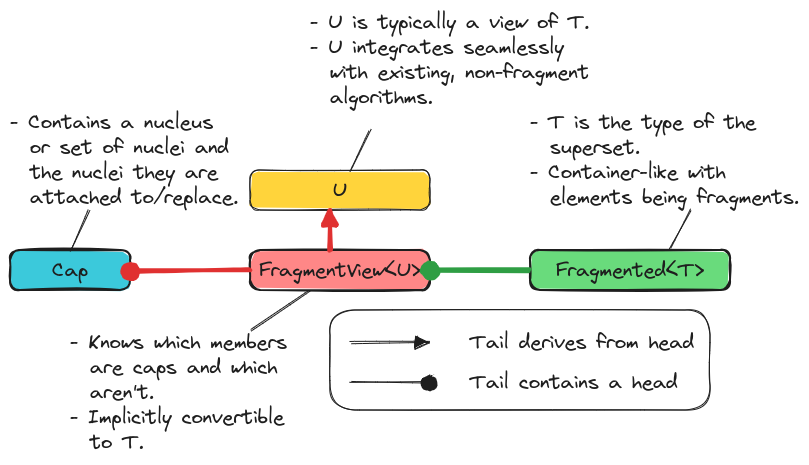 - U is typically a view of T.
- U integrates seamlessly
with existing, non-fragment
algorithms.
- Contains a nucleus
or set of nuclei and
the nuclei they are
attached to/replace.
- T is the type of the
superset.
- Container-like with
elements being fragments.
U
Cap
FragmentView<U>
Fragmented<T>
- Knows which members
are caps and which
aren't.
- Implicitly convertible
to T.
Tail derives from head
Tail contains a head